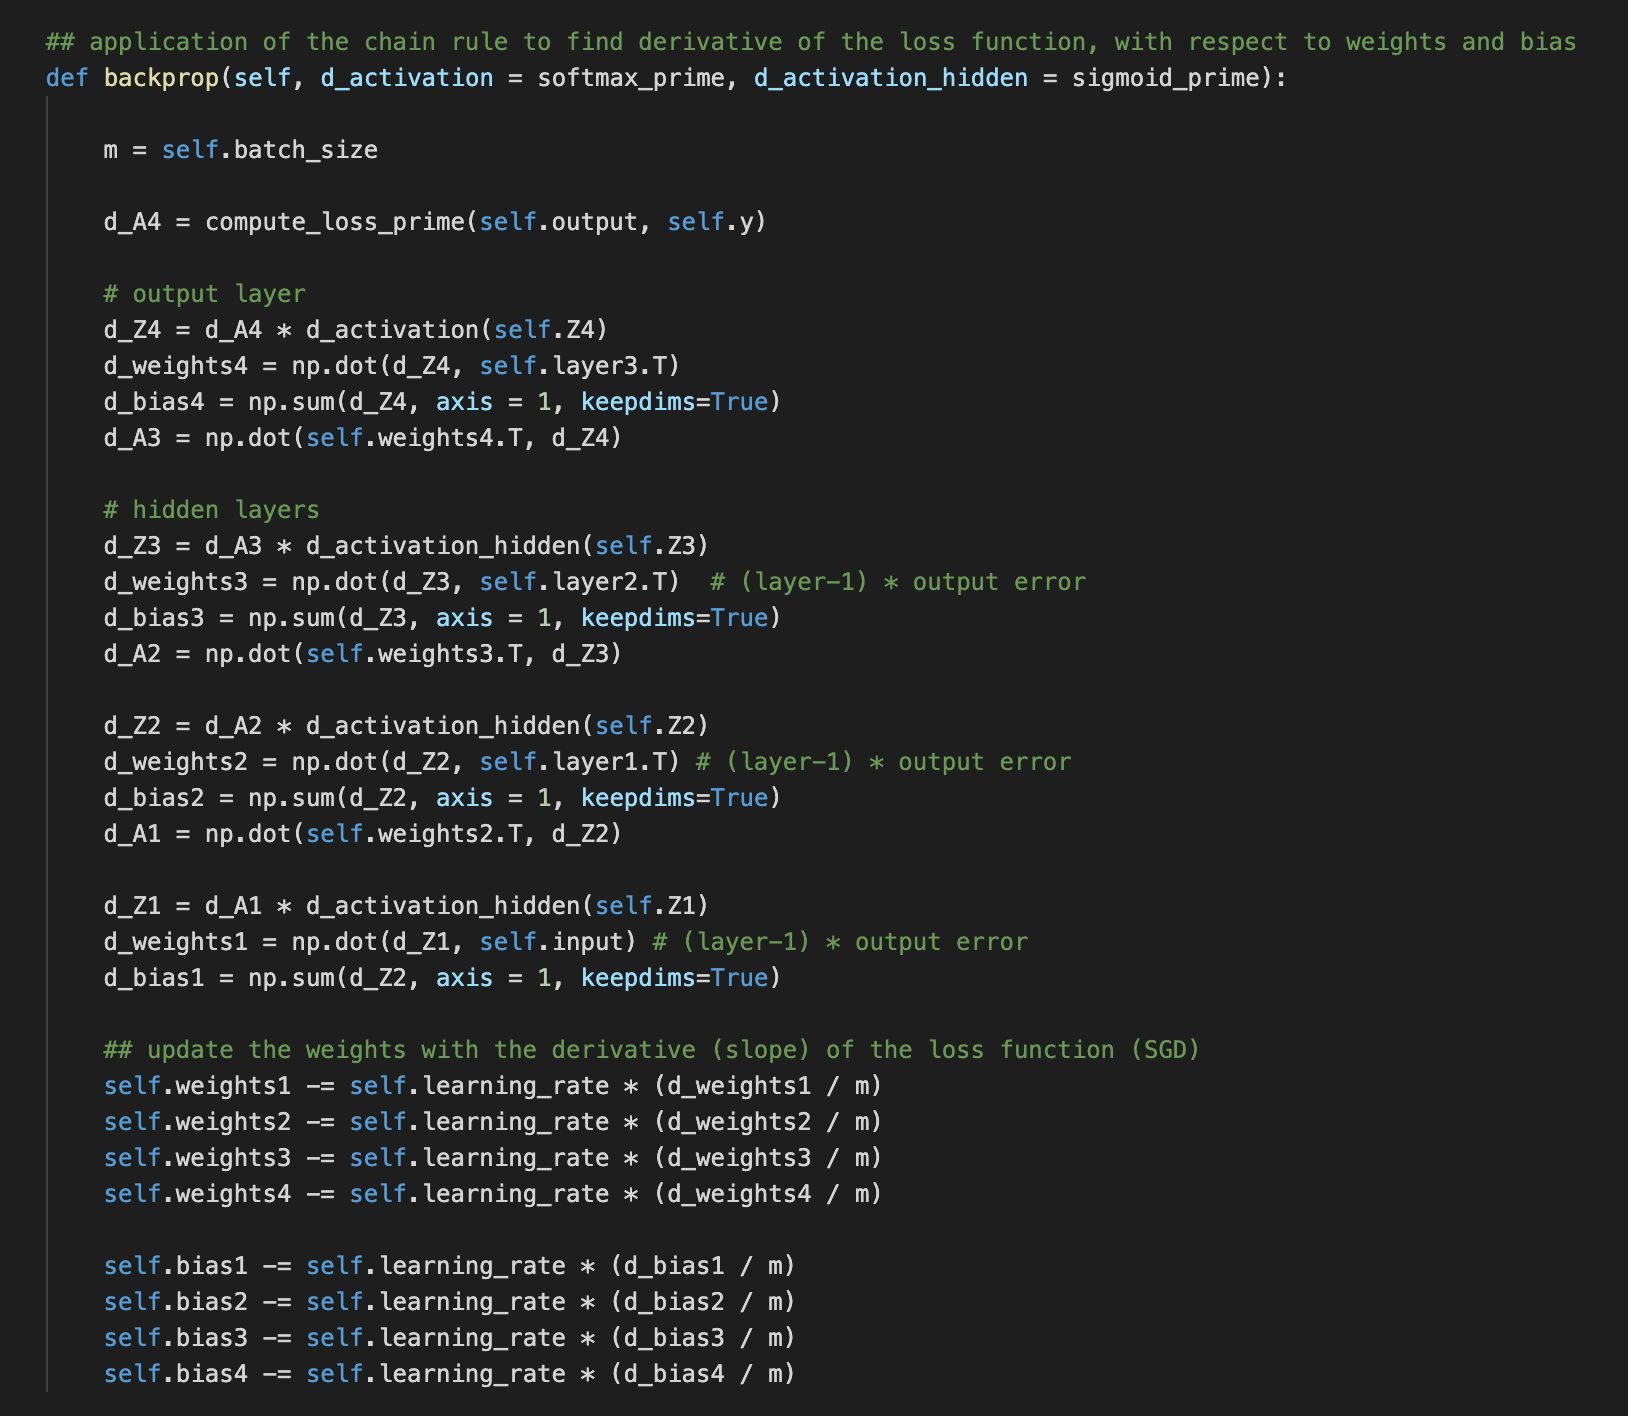 ## application of the chain rule to find derivative of the loss function, with respect to weights and bias
def backprop(self, d_activation = softmax_prime, d_activation_hidden = sigmoid_prime):
m = self.batch_size
d_A4 = compute_loss_prime(self.output, self.y)
# output layer
d_Z4 = d_A4 * d_activation(self.Z4)
d_weights4 = np.dot(d_Z4, self.layer3.T)
d_bias4 = np.sum(d_Z4, axis = 1, keepdims=True)
d_A3 = np.dot(self.weights4.T, d_Z4)
# hidden layers
d_Z3 = d_A3 * d_activation_hidden(self.Z3)
d_weights3 = np.dot(d_Z3, self.layer2.T)  # (layer-1) * output error
d_bias3 = np.sum(d_Z3, axis = 1, keepdims=True)
d_A2 = np.dot(self.weights3.T, d_Z3)
d_Z2 = d_A2 * d_activation_hidden(self.Z2)
d_weights2 = np.dot(d_Z2, self.layer1.T) # (layer-1) * output error
d_bias2 = np.sum(d_Z2, axis = 1, keepdims=True)
d_A1 = np.dot(self.weights2.T, d_Z2)
d_Z1 = d_A1 * d_activation_hidden(self.Z1)
d_weights1 = np.dot(d_Z1, self.input) # (layer-1) * output error
d_bias1 = np.sum(d_Z2, axis = 1, keepdims=True)
## update the weights with the derivative (slope) of the loss function (SGD)
self.weights1 -= self.learning_rate * (d_weights1 / m)
self.weights2 -= self.learning_rate * (d_weights2 / m)
self.weights3 -= self.learning_rate * (d_weights3 / m)
self.weights4 -= self.learning_rate * (d_weights4 / m)
self.bias1 -= self.learning_rate * (d_bias1 / m)
self.bias2 -= self.learning_rate * (d_bias2 / m)
self.bias3 -= self.learning_rate * (d_bias3 / m)
self.bias4 -= self.learning_rate * (d_bias4 / m)